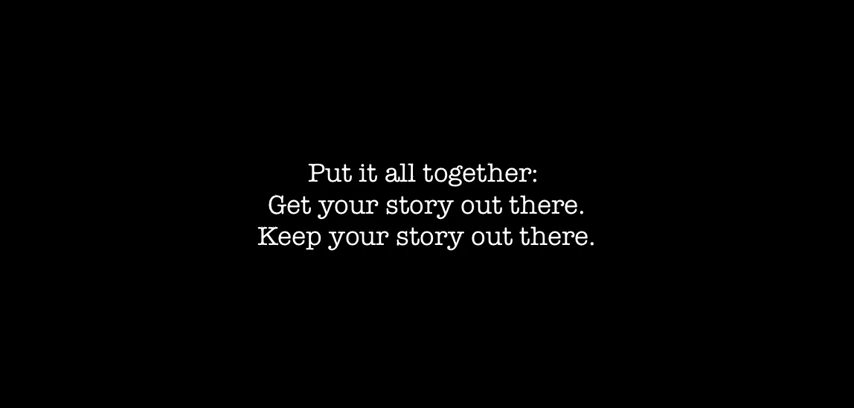 Put it all together:
Get your story out there.
Keep your story out there.